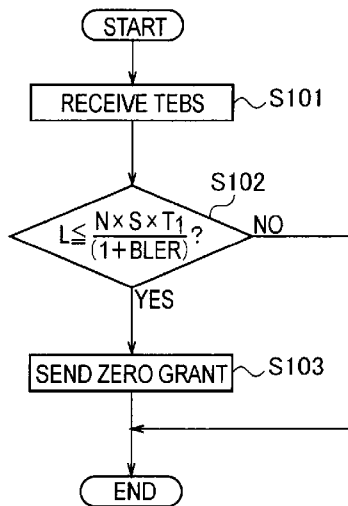 START
RECEIVE TEBS
S101
S102
L≦ N×S×T1 / (1+BLER) ?
NO
YES
SEND ZERO GRANT
S103
END